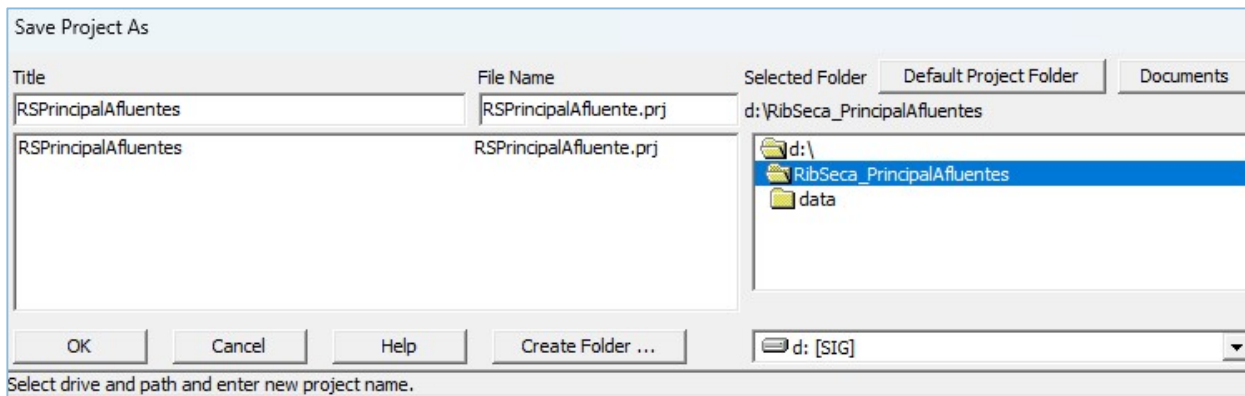 Save Project As
Title File Name Selected Folder Default Project Folder Documents
RSPrincipalAfluentes RSPrincipalAfluente.prj d:\RibSeca_PrincipalAfluentes
RSPrincipalAfluentes RSPrincipalAfluente.prj
d:\
RibSeca_PrincipalAfluentes
data
OK Cancel Help Create Folder ... d: [SIG]
Select drive and path and enter new project name.